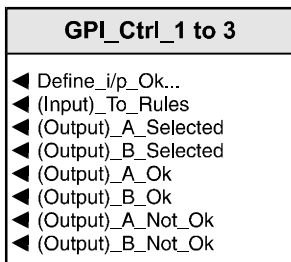 GPI_Ctrl_1 to 3
Define_i/p_Ok...
(Input)_To_Rules
(Output)_A_Selected
(Output)_B_Selected
(Output)_A_Ok
(Output)_B_Ok
(Output)_A_Not_Ok
(Output)_B_Not_Ok